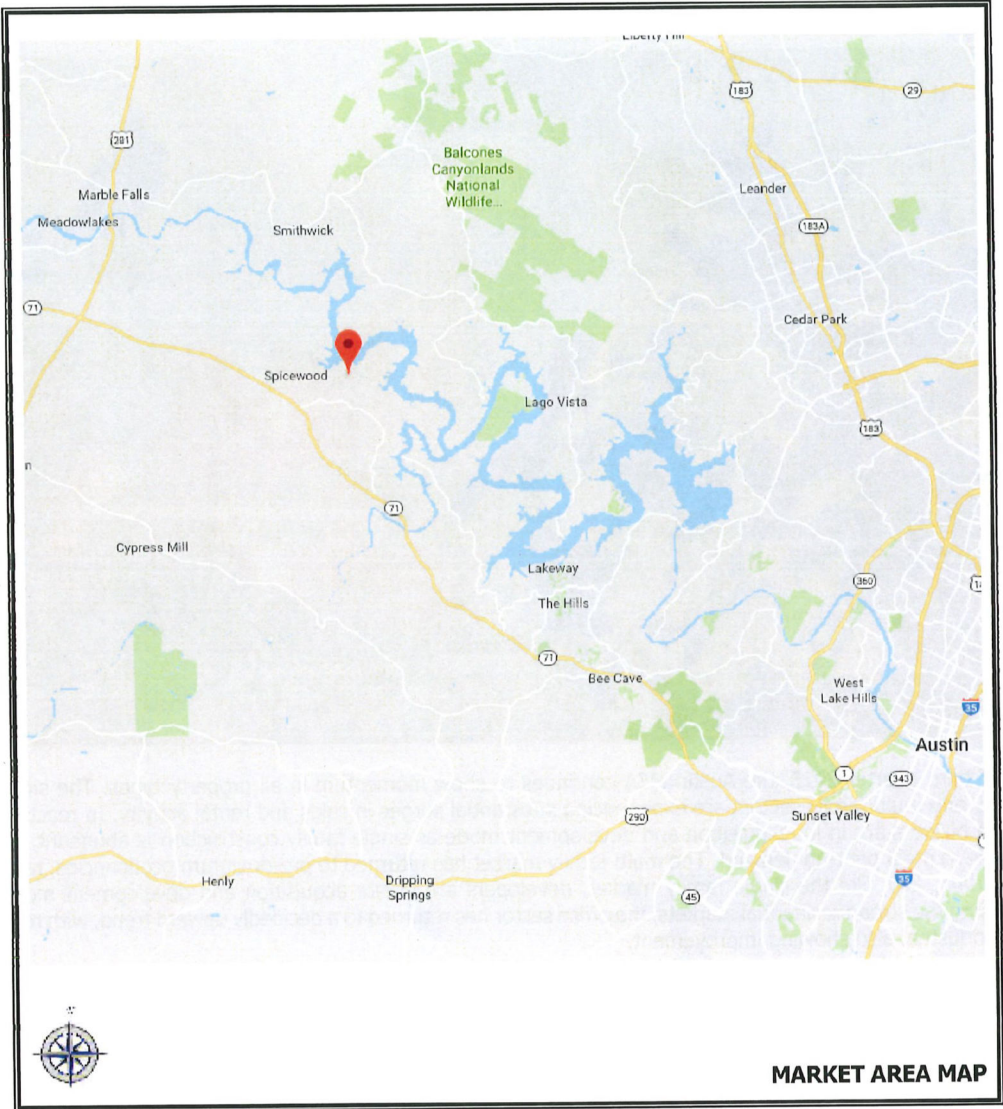 Liberty Hill
183
29
281
Balcones
Canyonlands
National
Wildlife...
Marble Falls
Leander
Meadowlakes
183A
Smithwick
71
Cedar Park
Spicewood
Lago Vista
183
n
71
Cypress Mill
Lakeway
360
The Hills
71
Bee Cave
West
Lake Hills
35
Austin
1
343
290
Sunset Valley
35
Henly
Dripping
Springs
45
MARKET AREA MAP